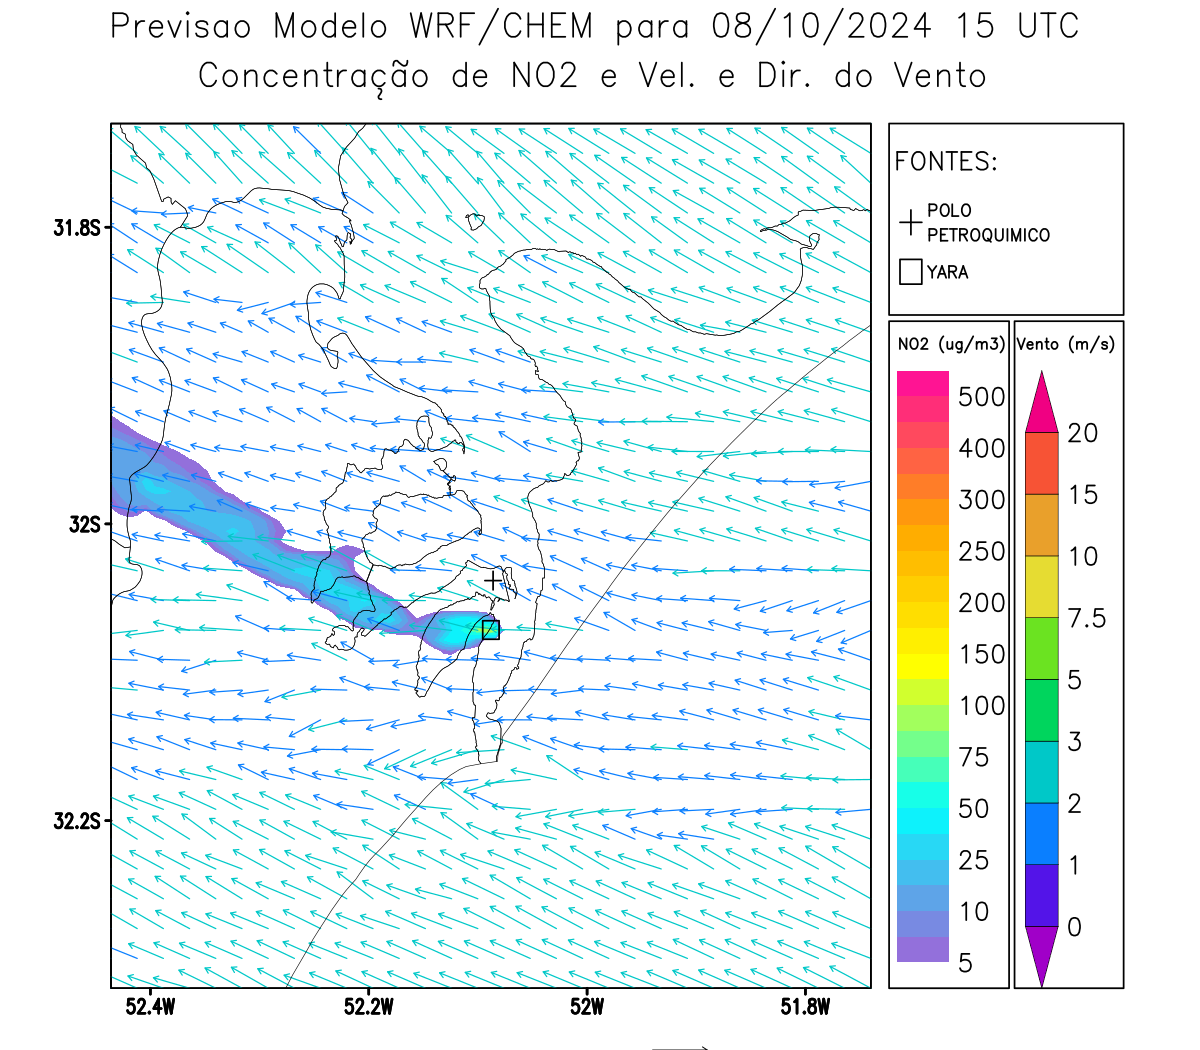 Previsao Modelo WRF/CHEM para 08/10/2024 15 UTC
Concentração de NO2 e Vel. e Dir. do Vento
FONTES:
POLO
PETROQUIMICO
YARA
NO2 (ug/m3)
500
400
300
250
200
150
100
75
50
25
10
5
Vento (m/s)
20
15
10
7.5
5
3
2
1
0
31.8S
32S
32.2S
52.4W
52.2W
52W
51.8W